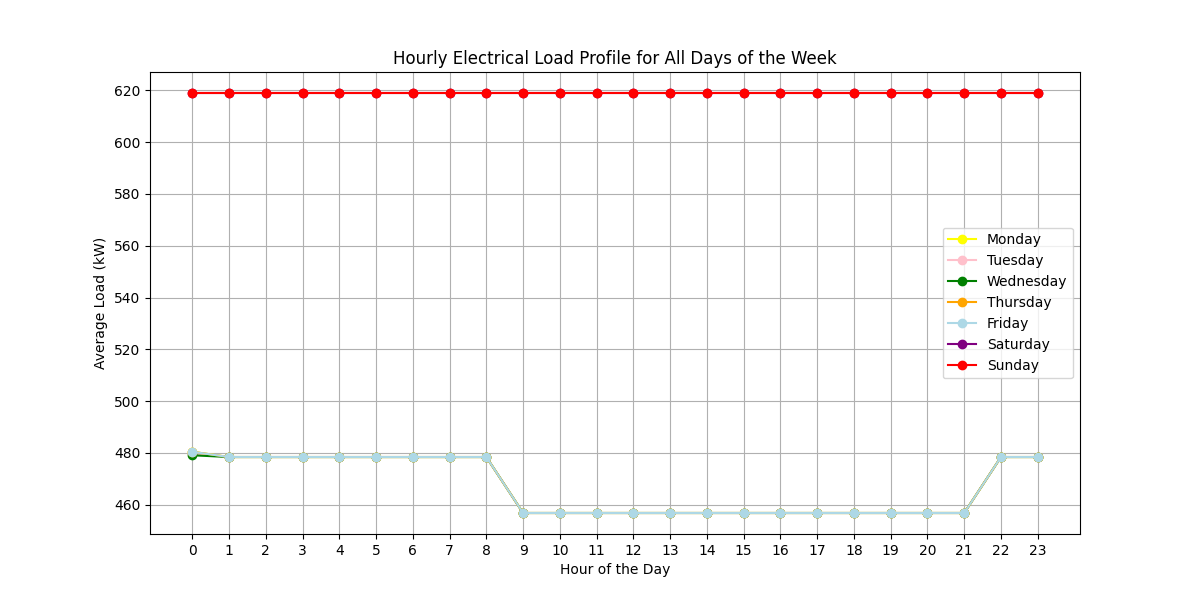 Hourly Electrical Load Profile for All Days of the Week
620
600
580
560
540
520
500
480
460
Average Load (kW)
Monday
Tuesday
Wednesday
Thursday
Friday
Saturday
Sunday
0 1 2 3 4 5 6 7 8 9 10 11 12 13 14 15 16 17 18 19 20 21 22 23
Hour of the Day